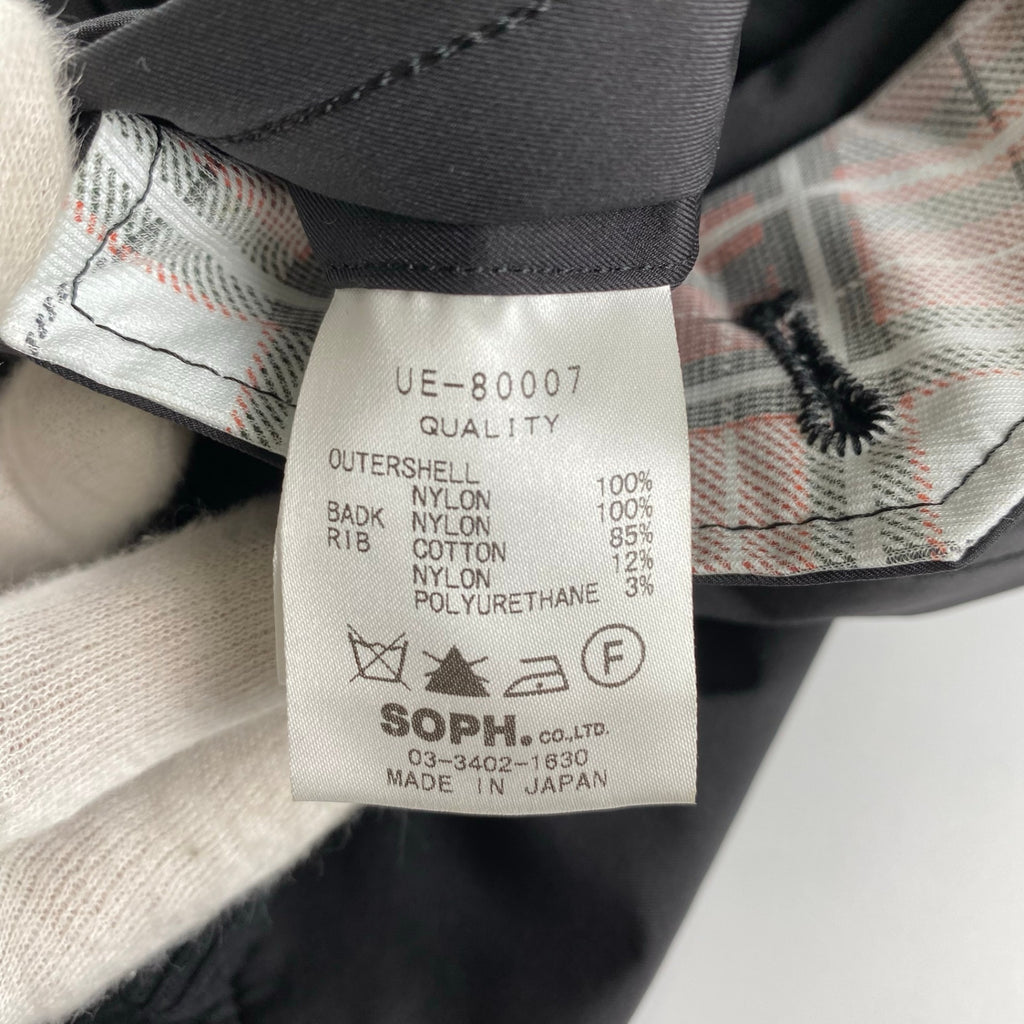 UE-80007
QUALITY
OUTERSHELL
NYLON 100%
BADK NYLON 100%
RIB COTTON 85%
NYLON 12%
POLYURETHANE 3%
F
SOPH. CO.,LTD.
03-3402-1630
MADE IN JAPAN